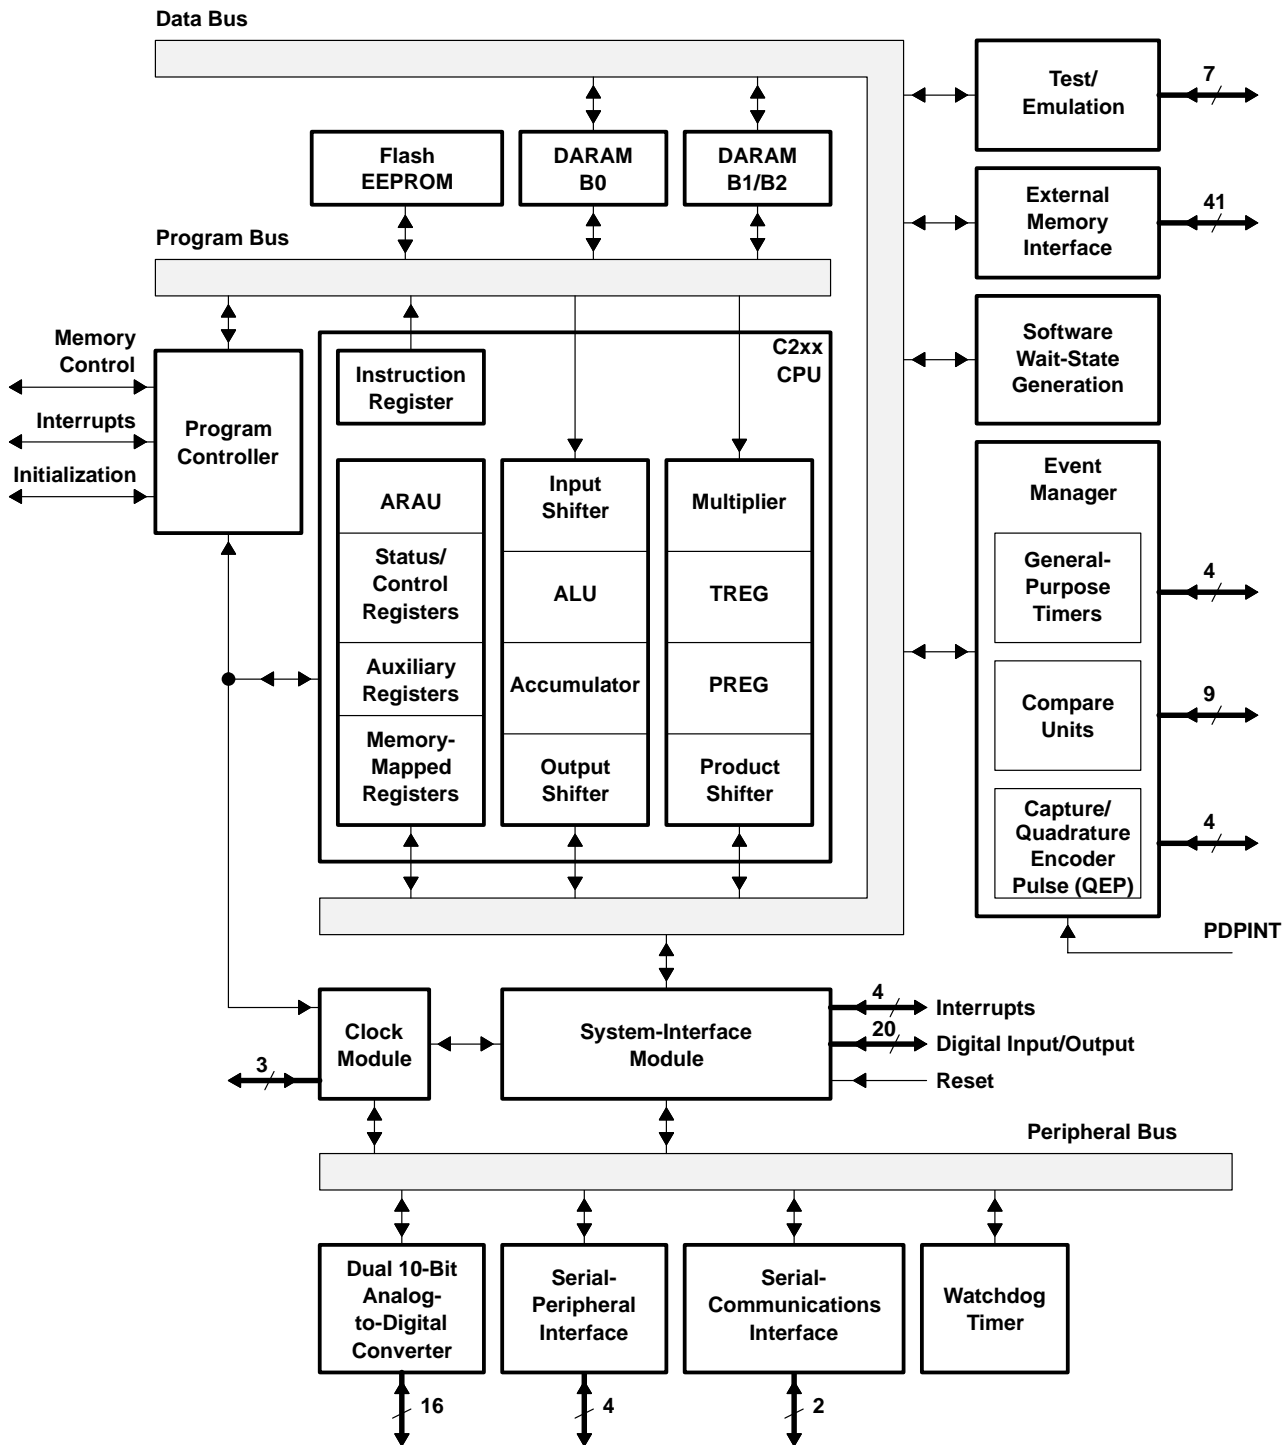 Data Bus
Test/
Emulation
7
Flash
EEPROM
DARAM
B0
DARAM
B1/B2
External
Memory
Interface
41
Program Bus
Software
Wait-State
Generation
Memory
Control
Interrupts
Initialization
Program
Controller
C2xx
CPU
Instruction
Register
ARAU
Status/
Control
Registers
Auxiliary
Registers
Memory-
Mapped
Registers
Input
Shifter
ALU
Accumulator
Output
Shifter
Multiplier
TREG
PREG
Product
Shifter
Event
Manager
General-
Purpose
Timers
4
Compare
Units
9
Capture/
Quadrature
Encoder
Pulse (QEP)
4
PDPINT
Clock
Module
3
System-Interface
Module
4
Interrupts
20
Digital Input/Output
Reset
Peripheral Bus
Dual 10-Bit
Analog-
to-Digital
Converter
16
Serial-
Peripheral
Interface
4
Serial-
Communications
Interface
2
Watchdog
Timer